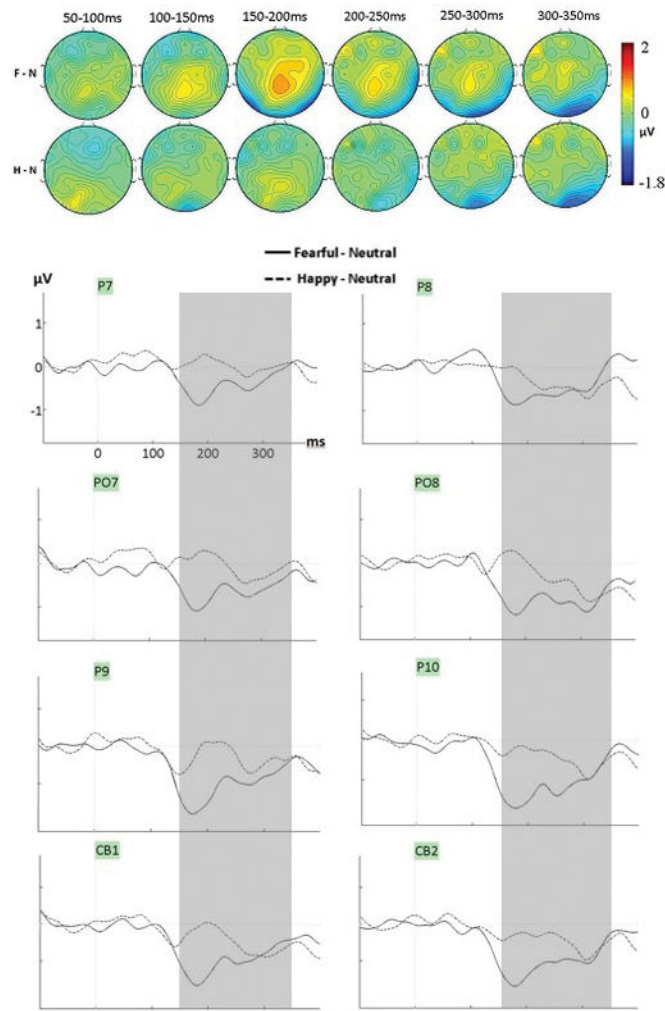 50-100ms 100-150ms 150-200ms 200-250ms 250-300ms 300-350ms
F - N
H - N
2
1
0
μV
-1
-1.8
Fearful - Neutral
Happy - Neutral
μV
P7 P8
1
0
-1
0 100 200 300 ms
PO7 PO8
P9 P10
CB1 CB2